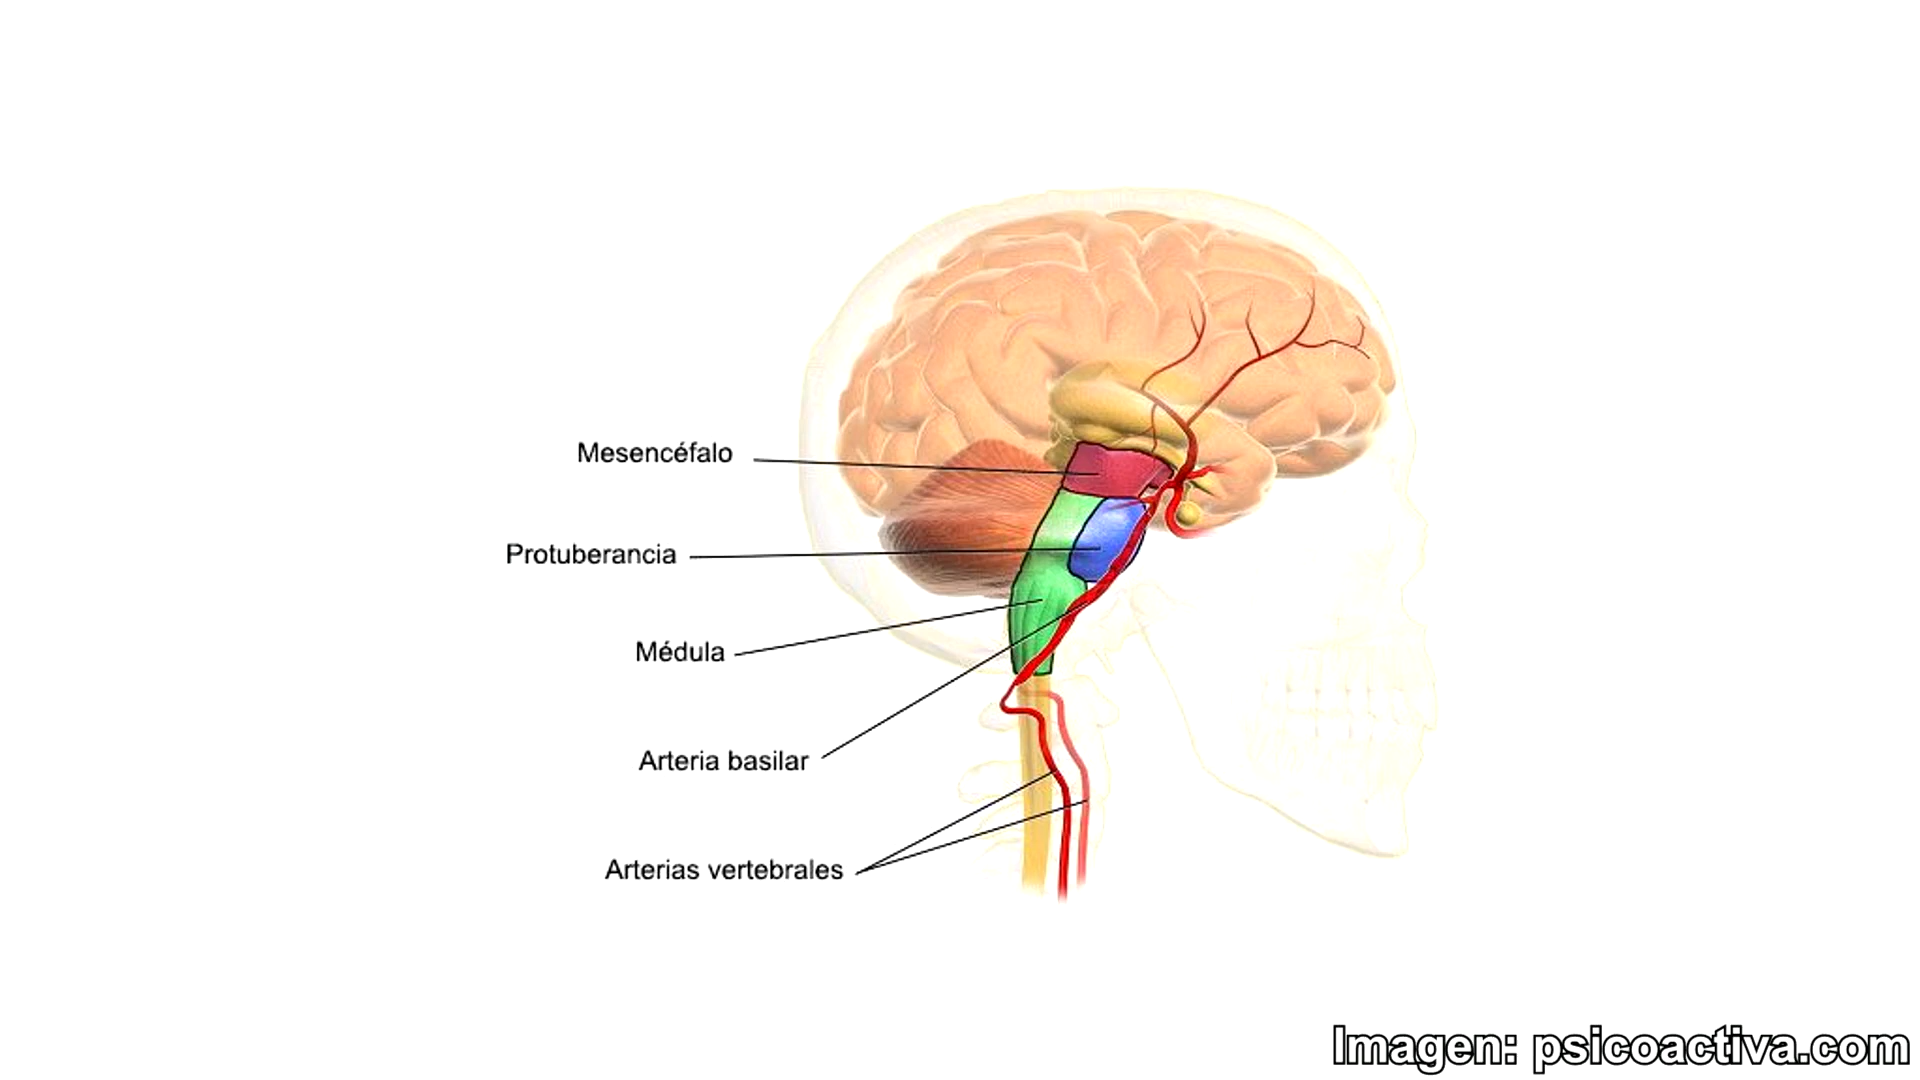 Mesencéfalo
Protuberancia
Médula
Arteria basilar
Arterias vertebrales
Imagen: psicoactiva.com